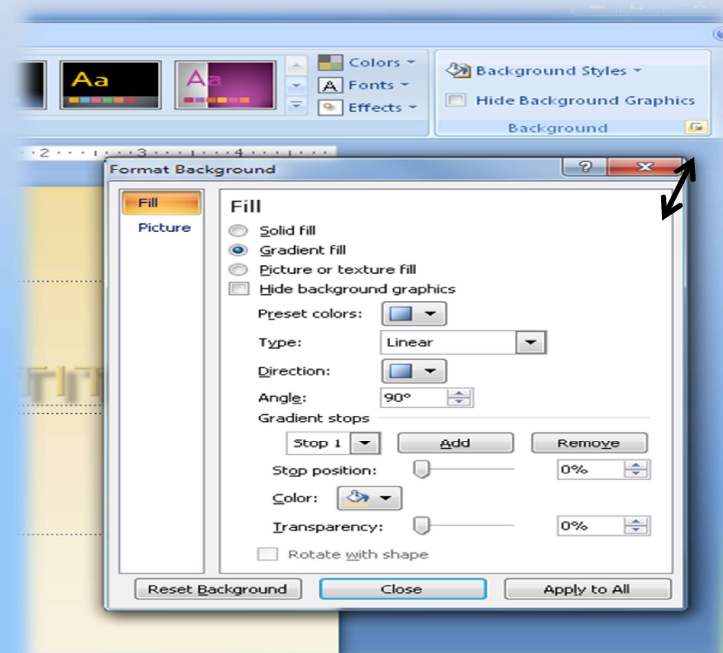 Aa
A
Colors
Fonts
Effects
Background Styles
Hide Background Graphics
Background
2 3 4
Format Background
Fill
Picture
Fill
Solid fill
Gradient fill
Picture or texture fill
Hide background graphics
Preset colors:
Type: Linear
Direction:
Angle: 90°
Gradient stops
Stop 1 Add Remove
Stop position: 0%
Color:
Transparency: 0%
Rotate with shape
Reset Background Close Apply to All